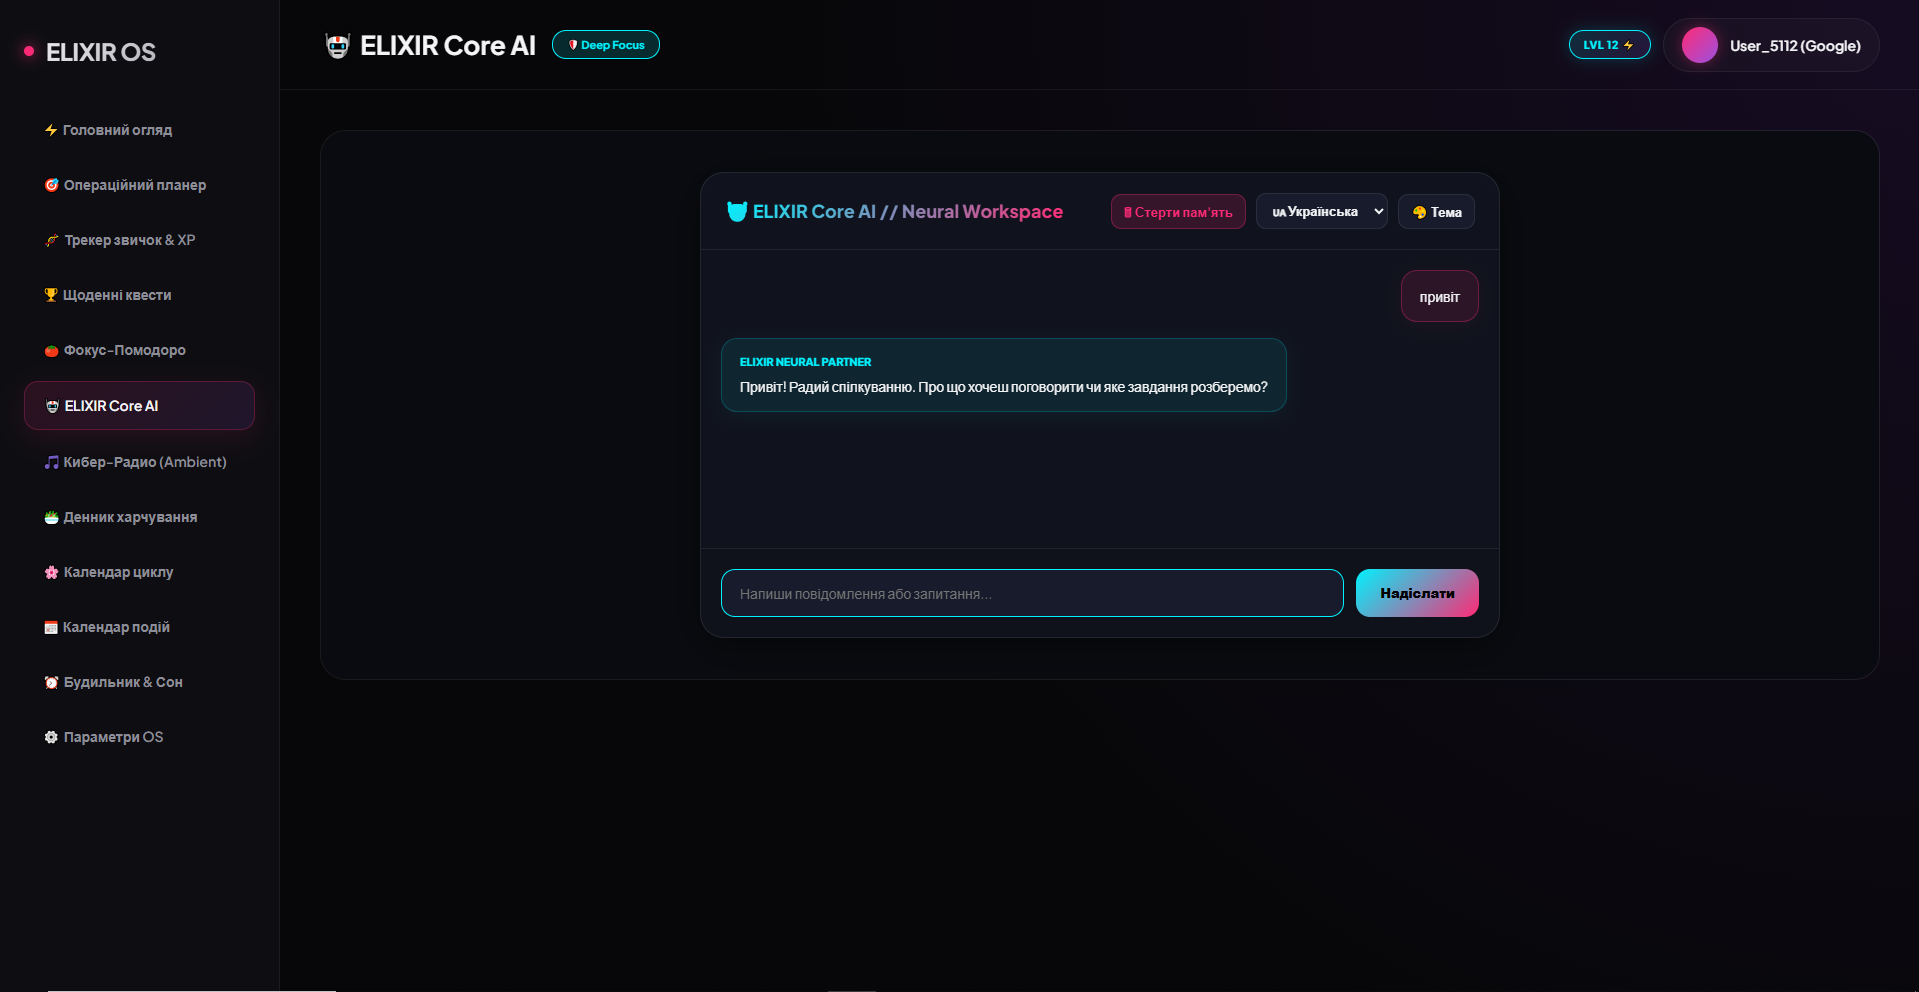 ELIXIR OS
Головний огляд
Операційний планер
Трекер звичок & XP
Щоденні квести
Фокус-Помодоро
ELIXIR Core AI
Кибер-Радио (Ambient)
Денник харчування
Календар циклу
Календар подій
Будильник & Сон
Параметри OS
ELIXIR Core AI
Deep Focus
LVL 12
User_5112 (Google)
ELIXIR Core AI // Neural Workspace
Стерти пам'ять
UA Українська
Тема
привіт
ELIXIR NEURAL PARTNER
Привіт! Радий спілкуванню. Про що хочеш поговорити чи яке завдання розберемо?
Напиши повідомлення або запитання...
Надіслати